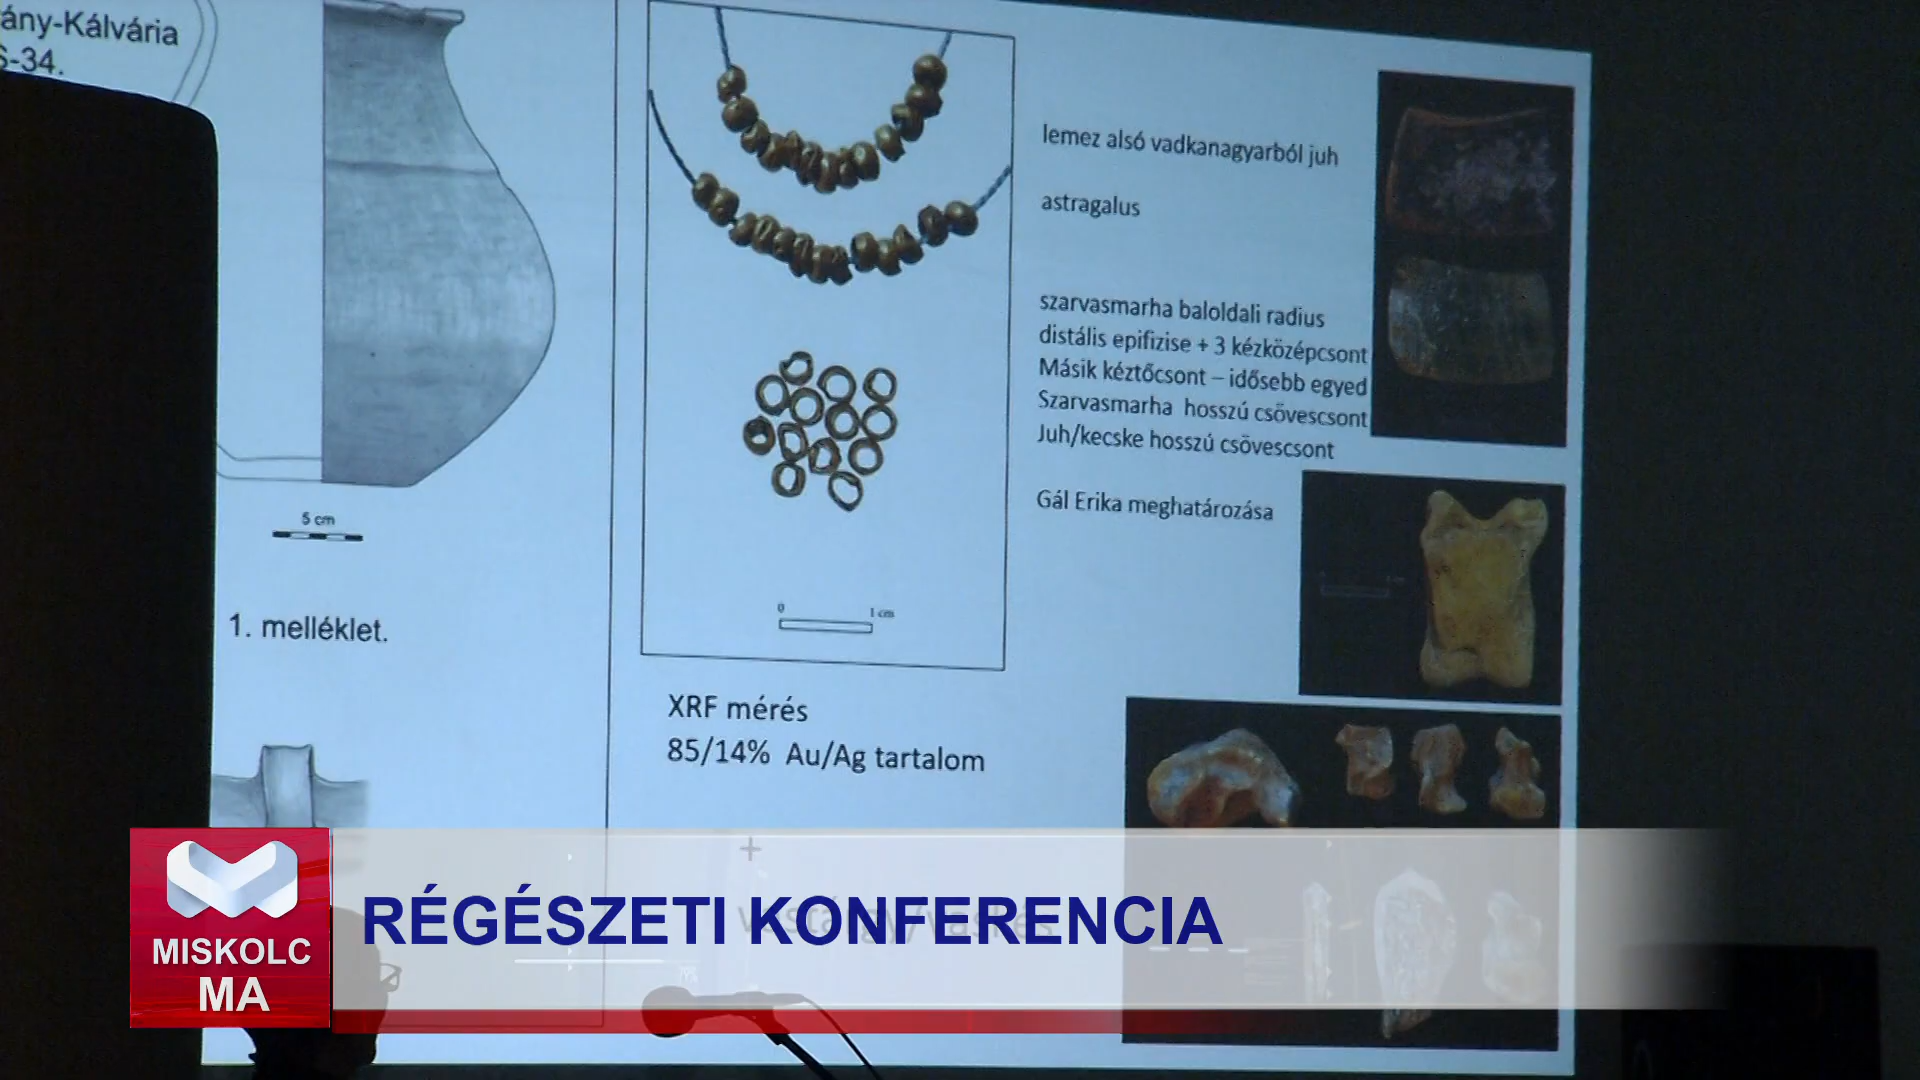 ány-Kálvária
S-34.
5 cm
1. melléklet.
0 1 cm
XRF mérés
85/14% Au/Ag tartalom
lemez alsó vadkanagyarból juh
astragalus
szarvasmarha baloldali radius
distális epifizise + 3 kézközépcsont
Másik kéztőcsont – idősebb egyed
Szarvasmarha hosszú csövescsont
Juh/kecske hosszú csövescsont
Gál Erika meghatározása
+
RÉGÉSZETI KONFERENCIA
MISKOLC
MA